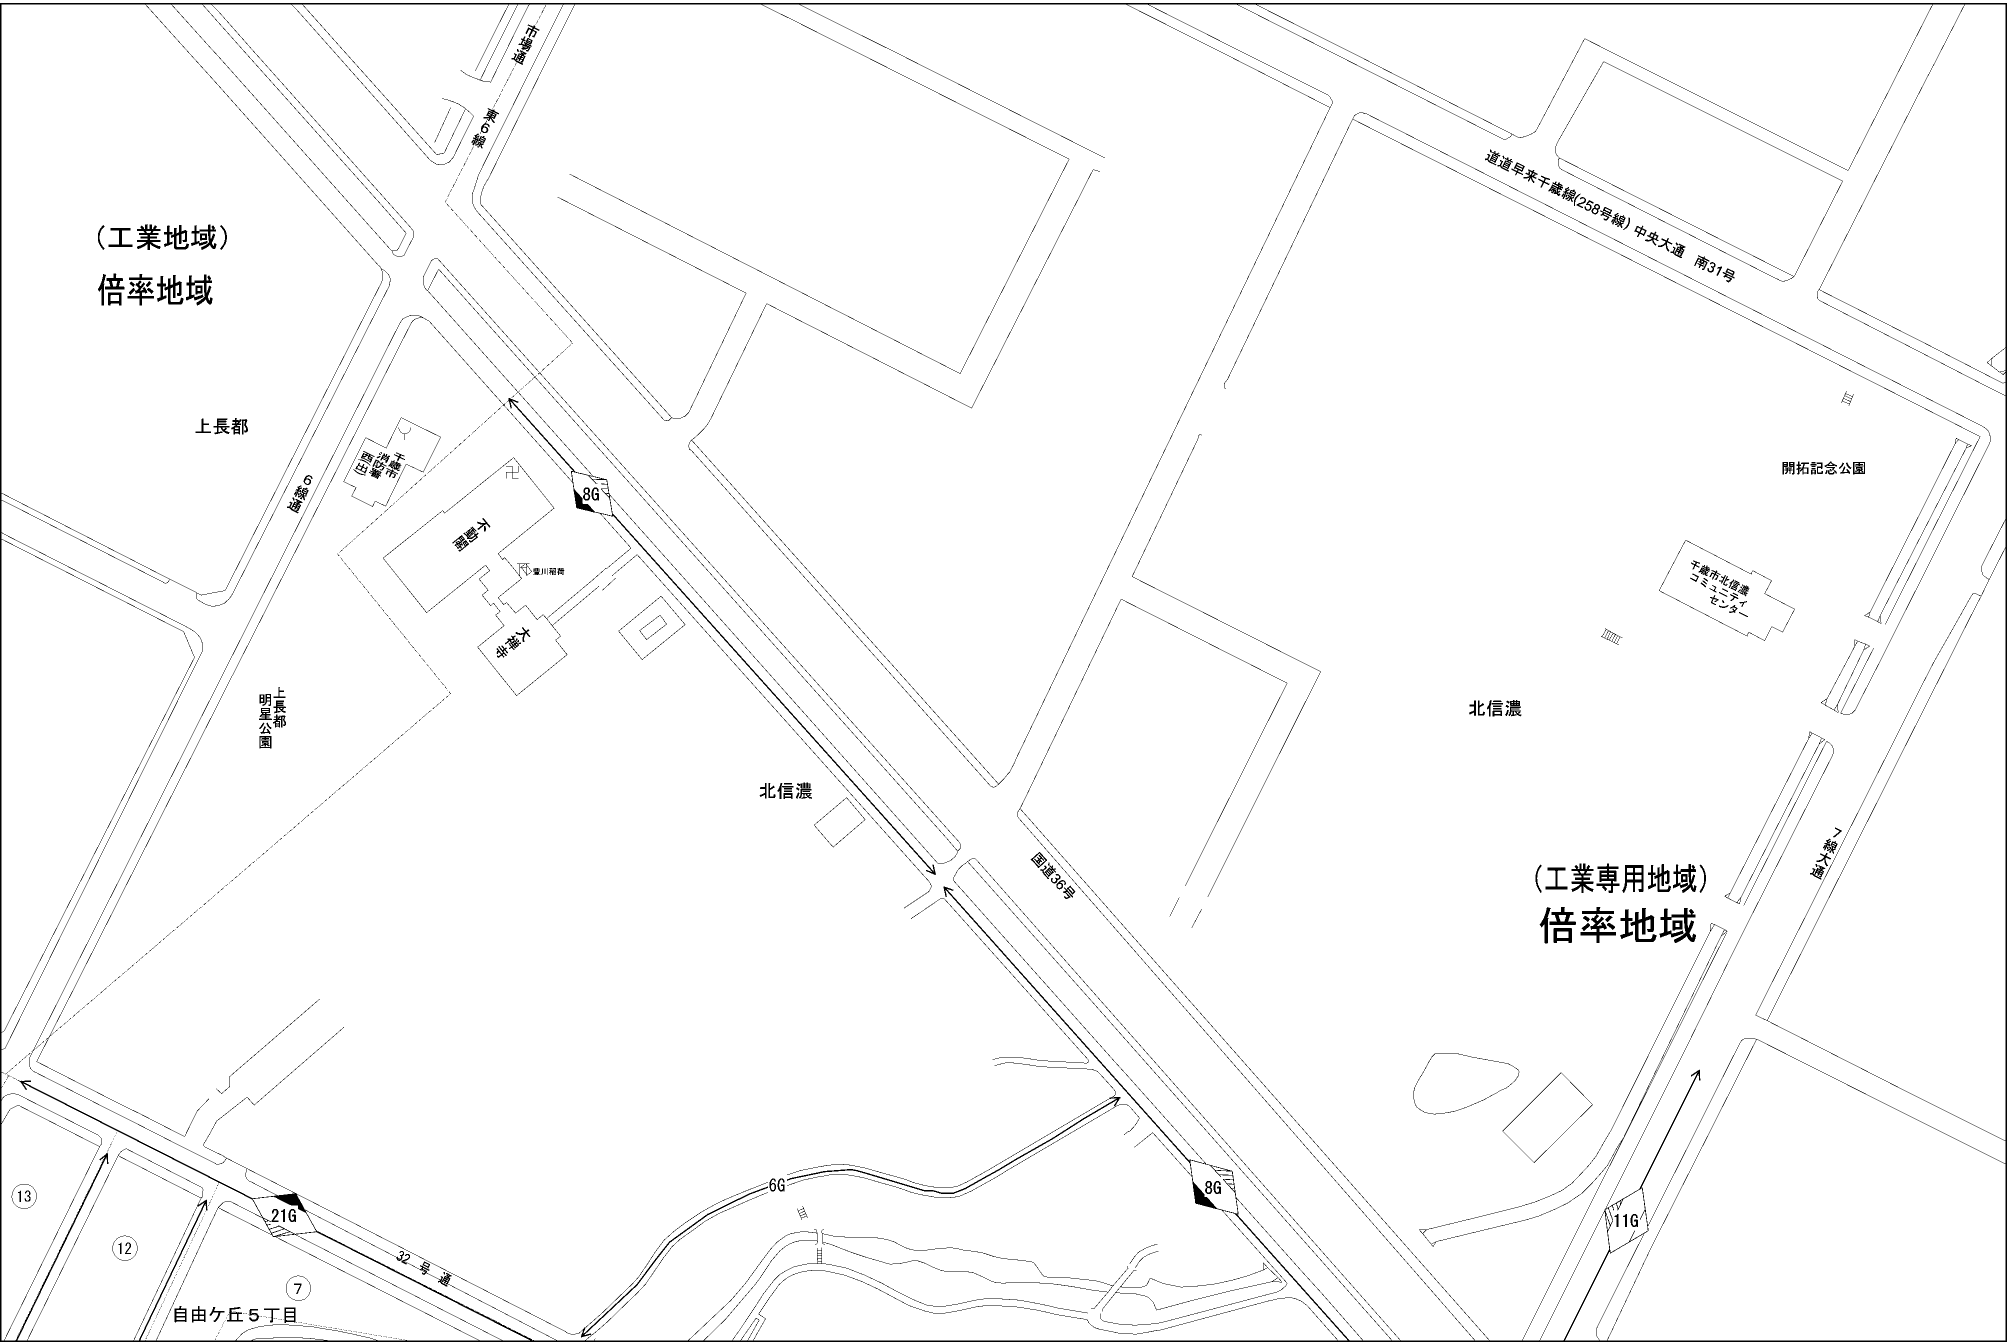 市場通
東6線
道道早来千歳線(258号線) 中央大通　南31号
(工業地域)
倍率地域
上長都
6線通
千歳市
消防署
西出
8G
不動閣
豊川稲荷
大禅寺
開拓記念公園
千歳市北信濃
コミュニティ
センター
上長都
明星公園
北信濃
北信濃
国道36号
7線大通
(工業専用地域)
倍率地域
6G
8G
11G
13
12
21G
32号通
7
自由ケ丘5丁目